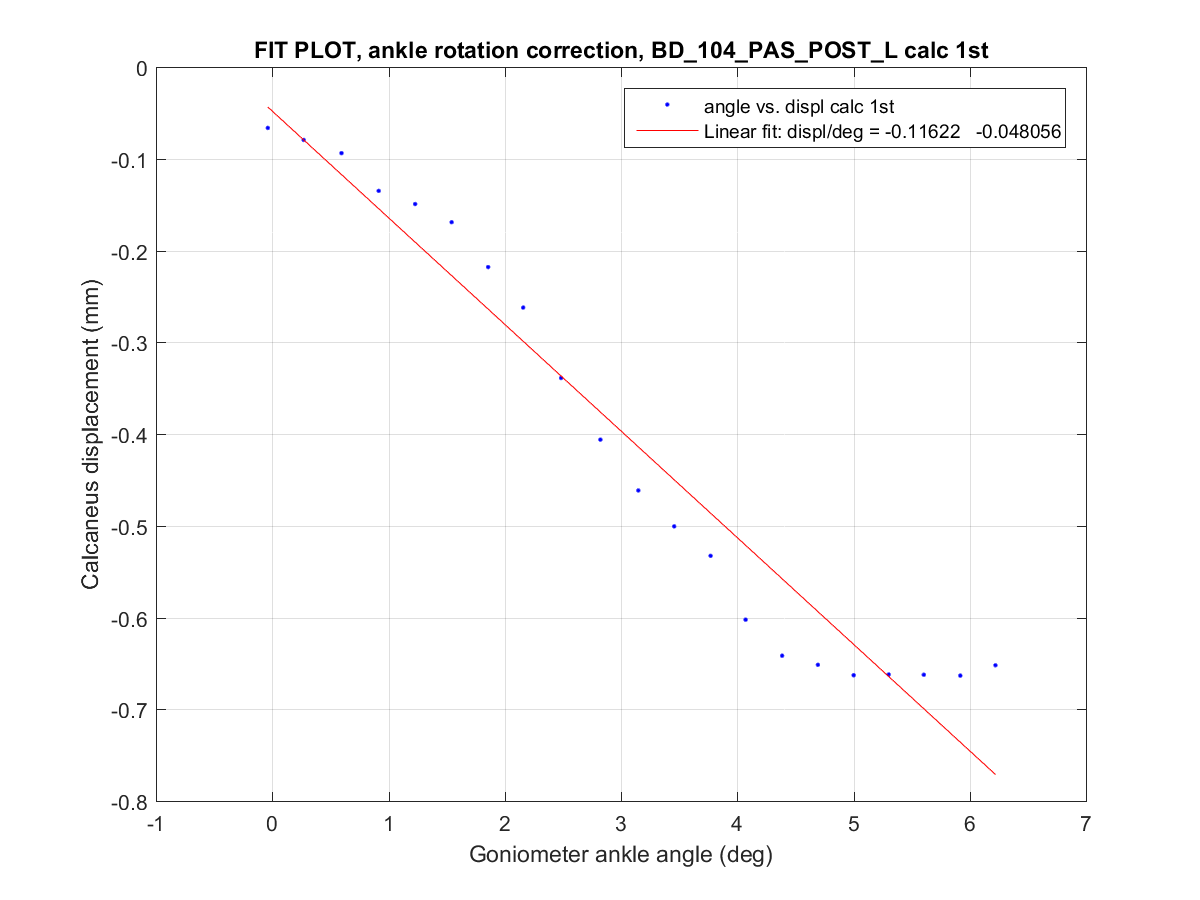 FIT PLOT, ankle rotation correction, BD_104_PAS_POST_L calc 1st
angle vs. displ calc 1st
Linear fit: displ/deg = -0.11622   -0.048056
0
-0.1
-0.2
-0.3
-0.4
-0.5
-0.6
-0.7
-0.8
Calcaneus displacement (mm)
-1 0 1 2 3 4 5 6 7
Goniometer ankle angle (deg)